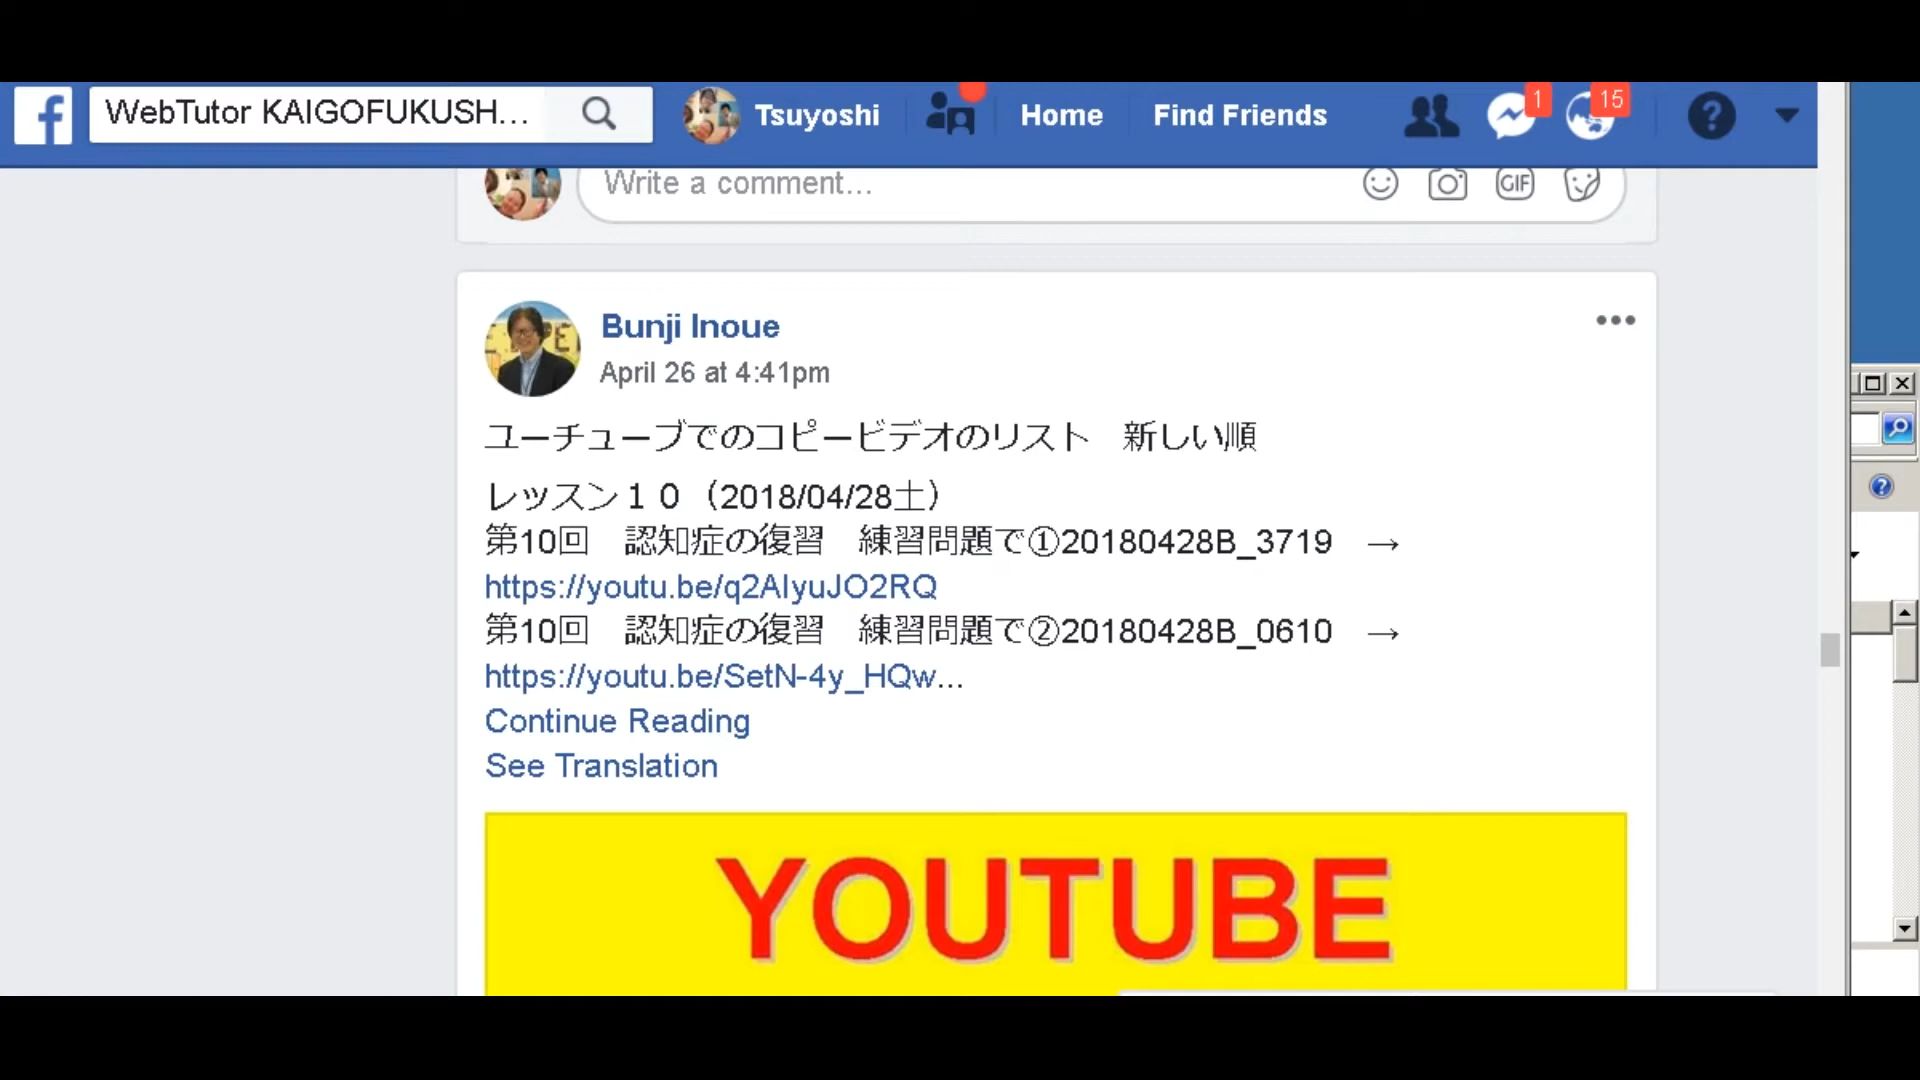 WebTutor KAIGOFUKUSH...
Tsuyoshi
Home
Find Friends
1
15
Write a comment...
GIF
Bunji Inoue
April 26 at 4:41pm
ユーチューブでのコピービデオのリスト　新しい順
レッスン１０（2018/04/28土）
第10回　認知症の復習　練習問題で①20180428B_3719　→
https://youtu.be/q2AIyuJO2RQ
第10回　認知症の復習　練習問題で②20180428B_0610　→
https://youtu.be/SetN-4y_HQw...
Continue Reading
See Translation
YOUTUBE